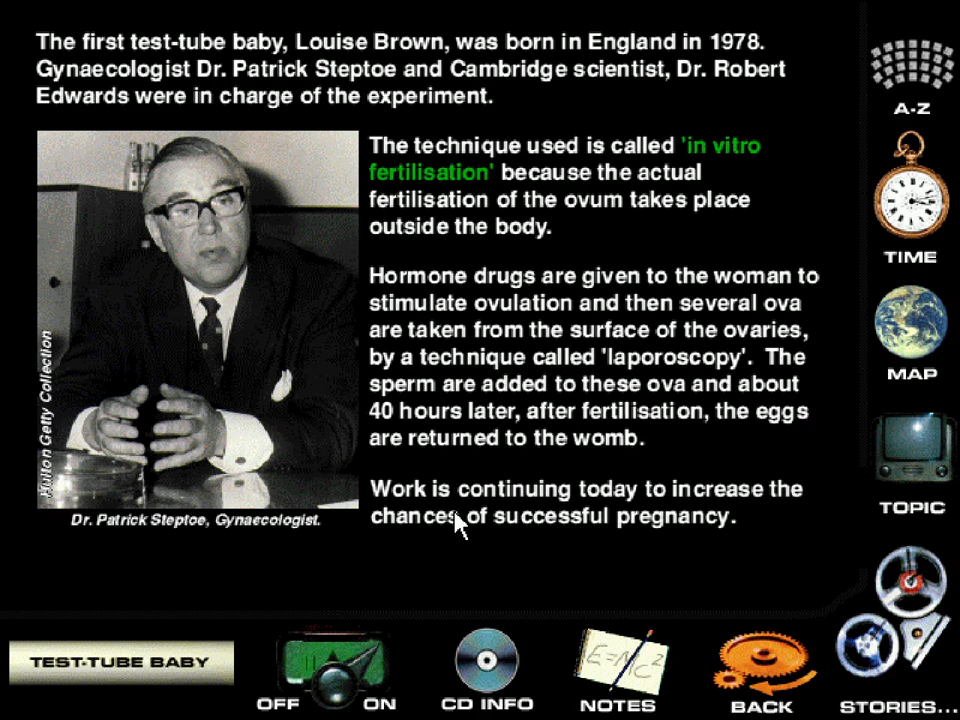 The first test-tube baby, Louise Brown, was born in England in 1978.
Gynaecologist Dr. Patrick Steptoe and Cambridge scientist, Dr. Robert
Edwards were in charge of the experiment.
The technique used is called 'in vitro
fertilisation' because the actual
fertilisation of the ovum takes place
outside the body.
Hormone drugs are given to the woman to
stimulate ovulation and then several ova
are taken from the surface of the ovaries,
by a technique called 'laporoscopy'. The
sperm are added to these ova and about
40 hours later, after fertilisation, the eggs
are returned to the womb.
Work is continuing today to increase the
chances of successful pregnancy.
Hulton Getty Collection
Dr. Patrick Steptoe, Gynaecologist.
A-Z
TIME
MAP
TOPIC
STORIES...
TEST-TUBE BABY
OFF
ON
CD INFO
E=MC2
NOTES
BACK